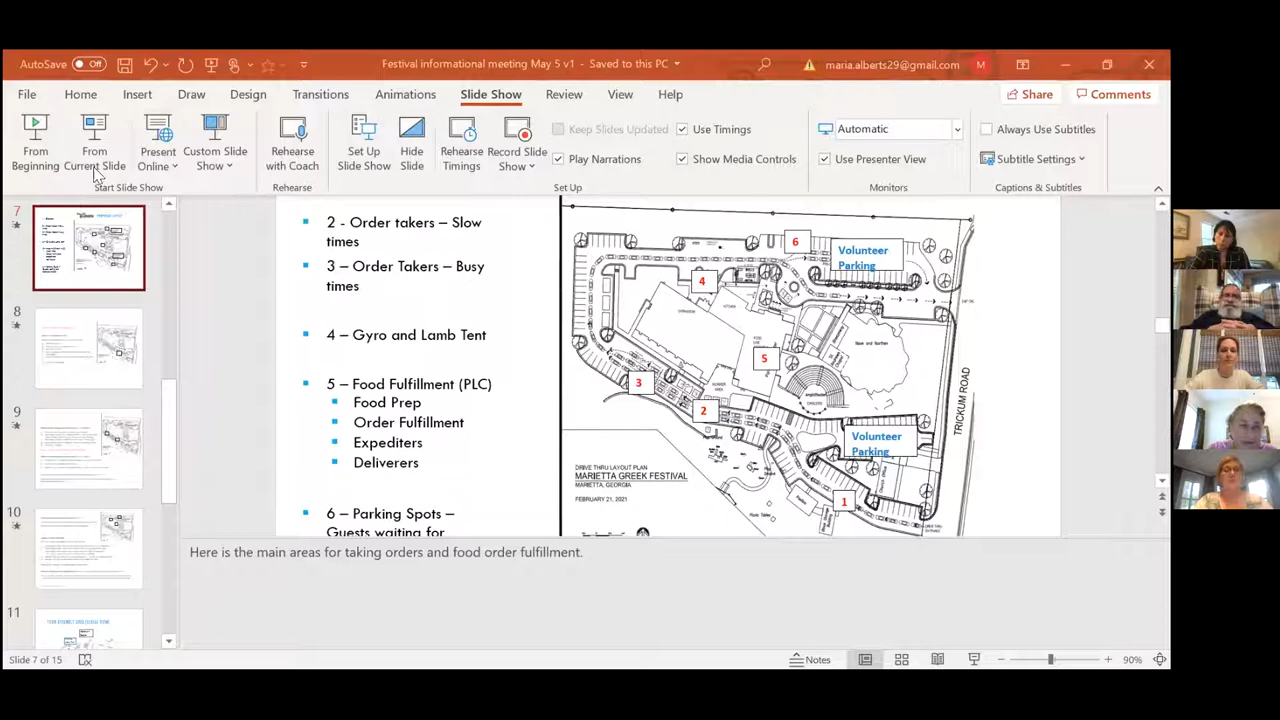 AutoSave Off
Festival informational meeting May 5 v1 - Saved to this PC
maria.alberts29@gmail.com M
File Home Insert Draw Design Transitions Animations Slide Show Review View Help
Share Comments
From Beginning
From Current Slide
Present Online
Custom Slide Show
Start Slide Show
Rehearse with Coach
Rehearse
Set Up Slide Show
Hide Slide
Rehearse Timings
Record Slide Show
Keep Slides Updated
Play Narrations
Use Timings
Show Media Controls
Set Up
Automatic
Use Presenter View
Monitors
Always Use Subtitles
Subtitle Settings
Captions & Subtitles
7
8
9
10
11
2 - Order takers – Slow
times
3 – Order Takers – Busy
times
4 – Gyro and Lamb Tent
5 – Food Fulfillment (PLC)
Food Prep
Order Fulfillment
Expediters
Deliverers
6 – Parking Spots –
Guests waiting for
6
Volunteer
Parking
4
5
3
2
Volunteer
Parking
1
TRICKUM ROAD
DRIVE THRU LAYOUT PLAN
MARIETTA GREEK FESTIVAL
MARIETTA, GEORGIA
FEBRUARY 21, 2021
Here is the main areas for taking orders and food order fulfillment.
Slide 7 of 15
Notes
90%